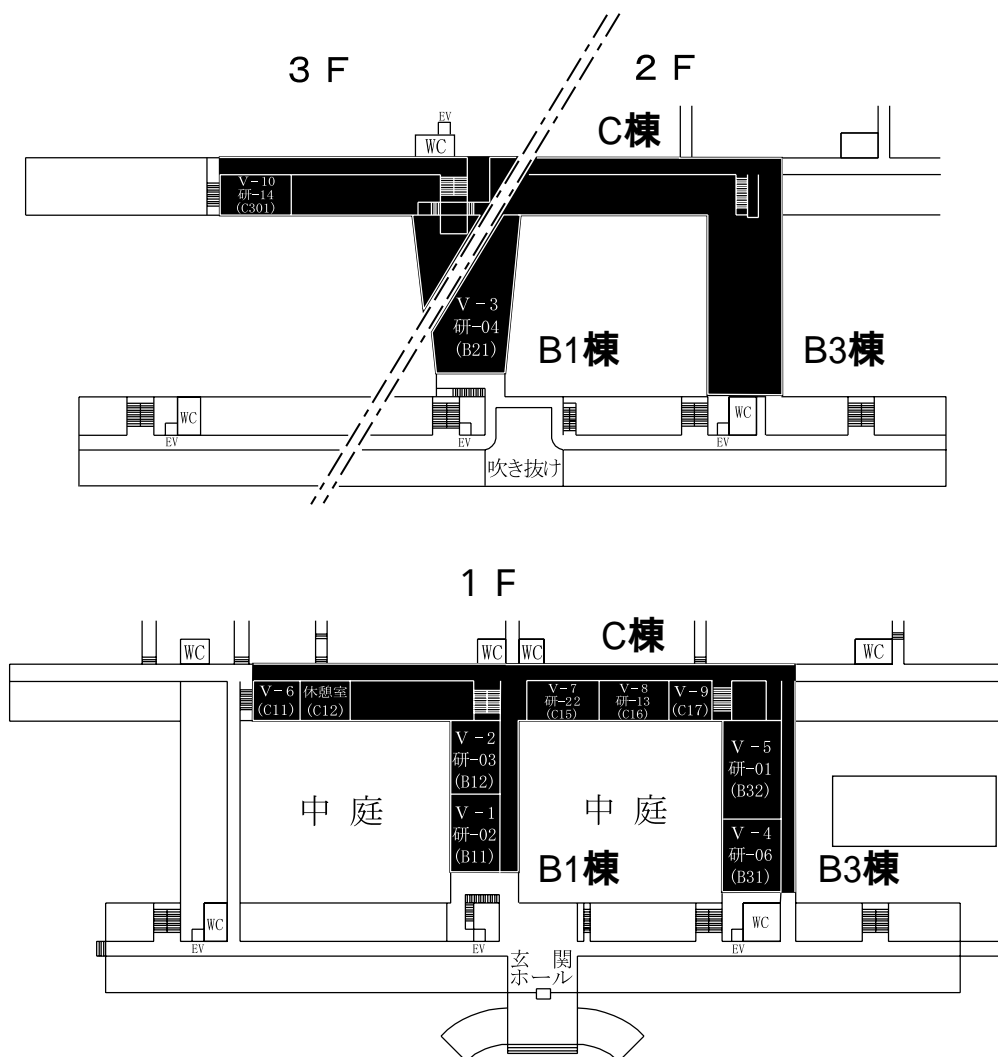 3 F
2 F
C棟
EV
WC
V-10
研-14
(C301)
V-3
研-04
(B21)
B1棟
B3棟
WC
EV
EV
WC
EV
吹き抜け
1 F
C棟
WC
WC
WC
WC
V-6
(C11)
休憩室
(C12)
V-7
研-22
(C15)
V-8
研-13
(C16)
V-9
(C17)
V-2
研-03
(B12)
V-5
研-01
(B32)
中庭
中庭
V-1
研-02
(B11)
V-4
研-06
(B31)
B1棟
B3棟
WC
EV
EV
WC
EV
玄関
ホール